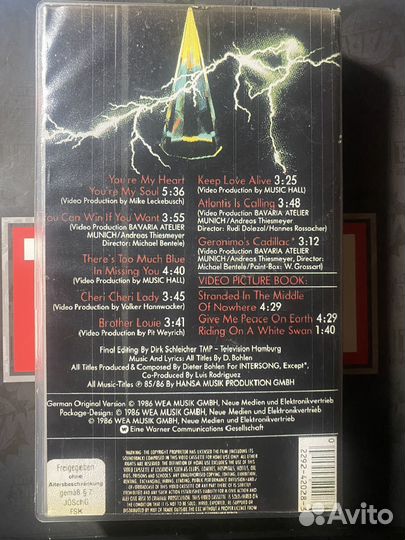 You're My Heart
You're My Soul 5:36
(Video Production by Mike Leckebusch)
You Can Win If You Want 3:55
(Video Production BAVARIA ATELIER
MUNICH/Andreas Thiesmeyer
Director: Michael Bentele)
There's Too Much Blue
In Missing You 4:40
(Video Production by MUSIC HALL)
Cheri Cheri Lady 3:45
(Video Production by Volker Hannwacker)
Brother Louie 3:41
(Video Production by Pit Weyrich)
Keep Love Alive 3:25
(Video Production by MUSIC HALL)
Atlantis Is Calling 3:48
(Video Production BAVARIA ATELIER
MUNICH/Andreas Thiesmeyer
Director: Rudi Dolezal/Hannes Rossacher)
Geronimo's Cadillac* 3:12
(Video Production BAVARIA ATELIER
MUNICH/Andreas Thiesmeyer, Director:
Michael Bentele/Paint-Box: W. Grossart)
VIDEO PICTURE BOOK:
Stranded In The Middle
Of Nowhere 4:29
Give Me Peace On Earth 4:29
Riding On A White Swan 1:40
Final Editing By Dirk Schleicher TMP – Television Hamburg
Music And Lyrics: All Titles By D. Bohlen
All Titles Produced & Composed by Dieter Bohlen For INTERSONG, Except*,
Co-Produced By Luis Rodriguez
All Music-Titles ℗ 85/86 By HANSA MUSIK PRODUKTION GMBH
German Original Version © 1986 WEA MUSIK GMBH, Neue Medien und Elektronikvertrieb
Package-Design: © 1986 WEA MUSIK GMBH, Neue Medien und Elektronikvertrieb
© 1986 WEA MUSIK GMBH, Neue Medien und Elektronikvertrieb
Eine Warner Communications Gesellschaft
Freigegeben
ohne
Altersbeschränkung
gemäß § 7
JÖSchG
FSK
Avito